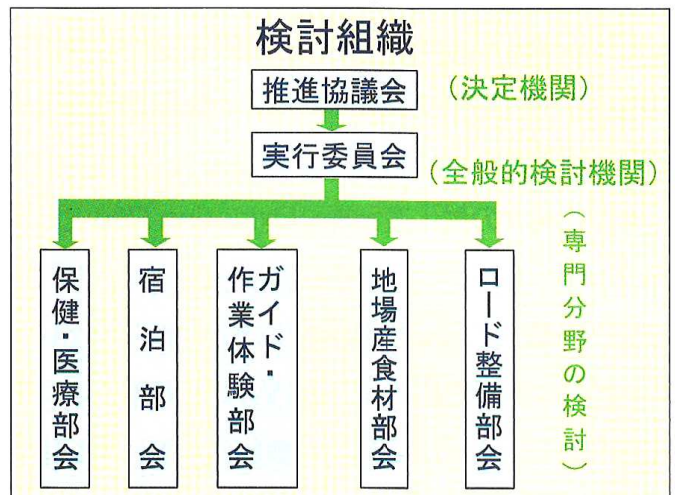 検討組織
推進協議会
（決定機関）
実行委員会
（全般的検討機関）
（専門分野の検討）
ロード整備部会
地場産食材部会
ガイド・
作業体験部会
宿泊部会
保健・医療部会